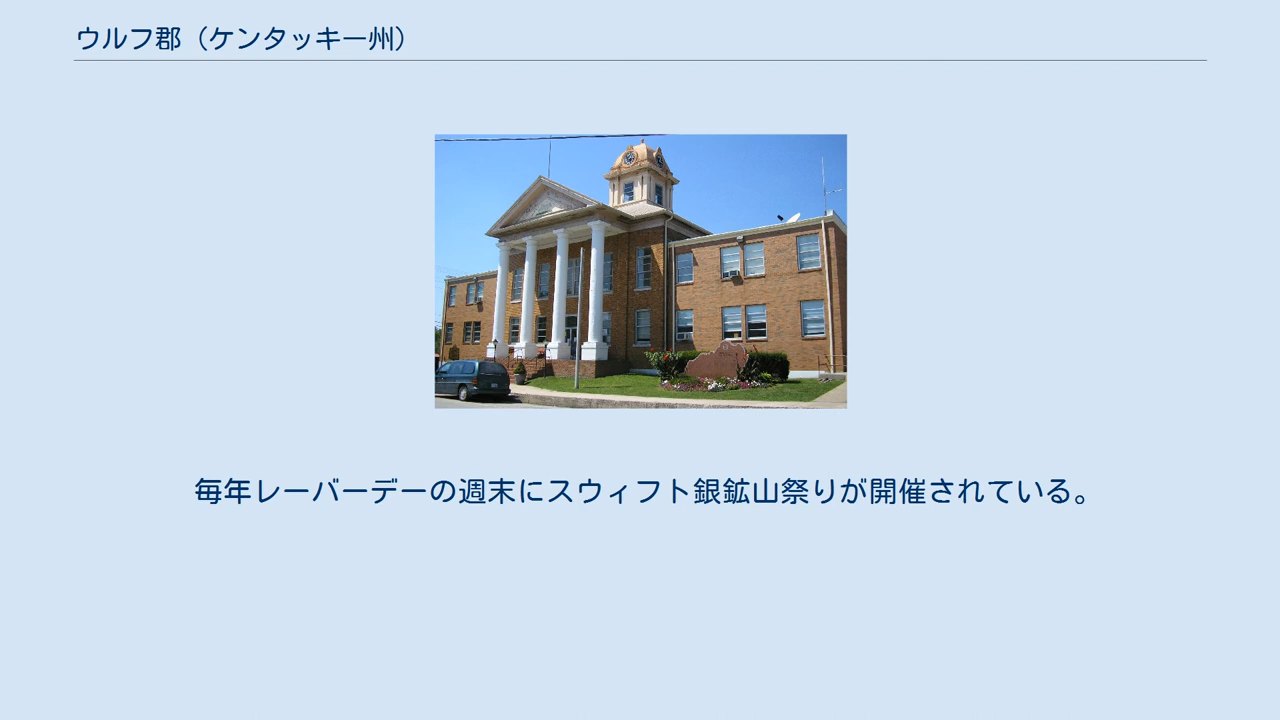 ウルフ郡（ケンタッキー州）
毎年レーバーデーの週末にスウィフト銀鉱山祭りが開催されている。